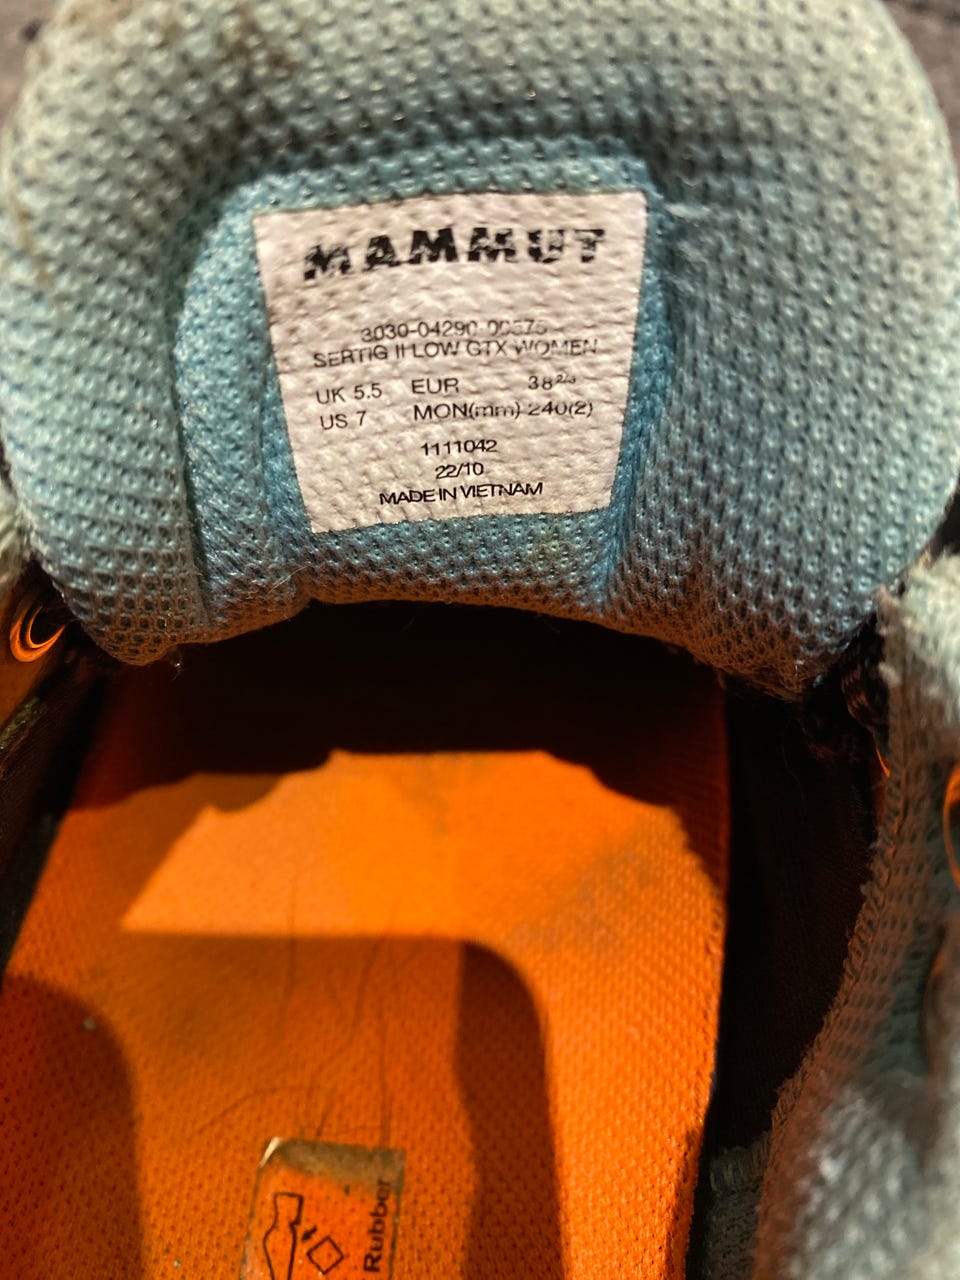 MAMMUT
3030-04290 00575
SERTIG II LOW GTX WOMEN
UK 5.5 EUR 38 2/3
US 7 MON(mm) 240(2)
1111042
22/10
MADE IN VIETNAM
Rubber